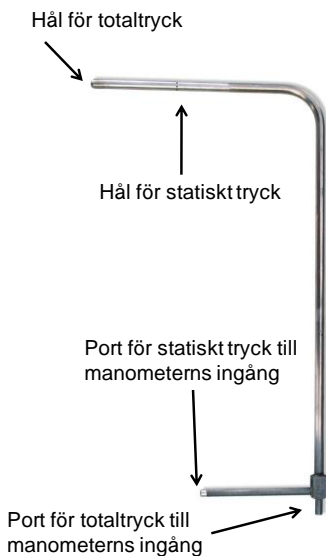 Hål för totaltryck
Hål för statiskt tryck
Port för statiskt tryck till
manometerns ingång
Port för totaltryck till
manometerns ingång